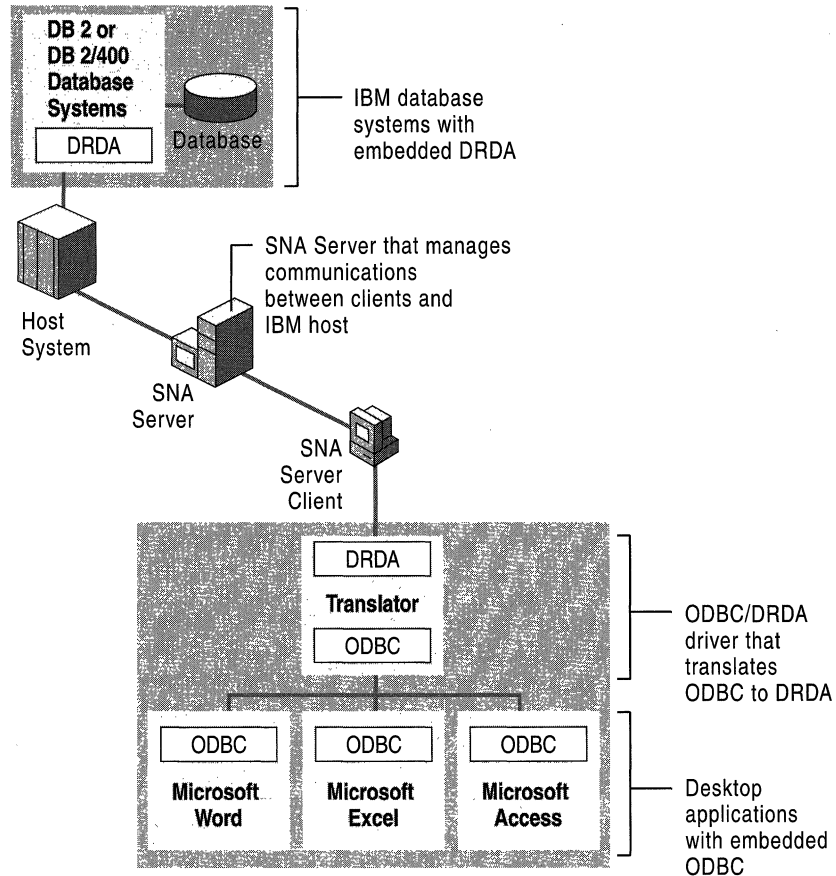 DB 2 or
DB 2/400
Database
Systems
DRDA
Database
IBM database
systems with
embedded DRDA
Host
System
SNA Server that manages
communications
between clients and
IBM host
SNA
Server
SNA
Server
Client
DRDA
Translator
ODBC
ODBC/DRDA
driver that
translates
ODBC to DRDA
ODBC
Microsoft
Word
ODBC
Microsoft
Excel
ODBC
Microsoft
Access
Desktop
applications
with embedded
ODBC